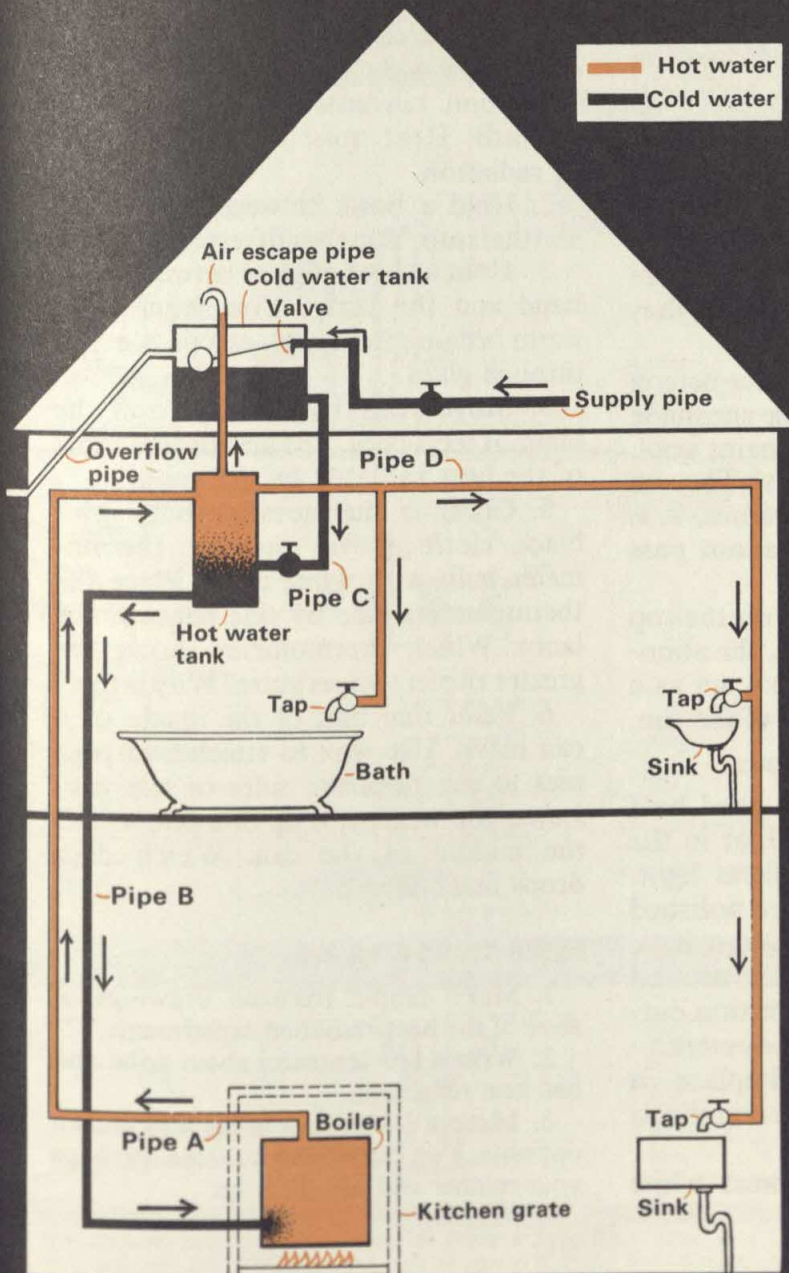 Hot water
Cold water
Air escape pipe
Cold water tank
Valve
Supply pipe
Overflow
pipe
Pipe D
Pipe C
Hot water
tank
Tap
Bath
Tap
Sink
Pipe B
Pipe A
Boiler
Kitchen grate
Tap
Sink